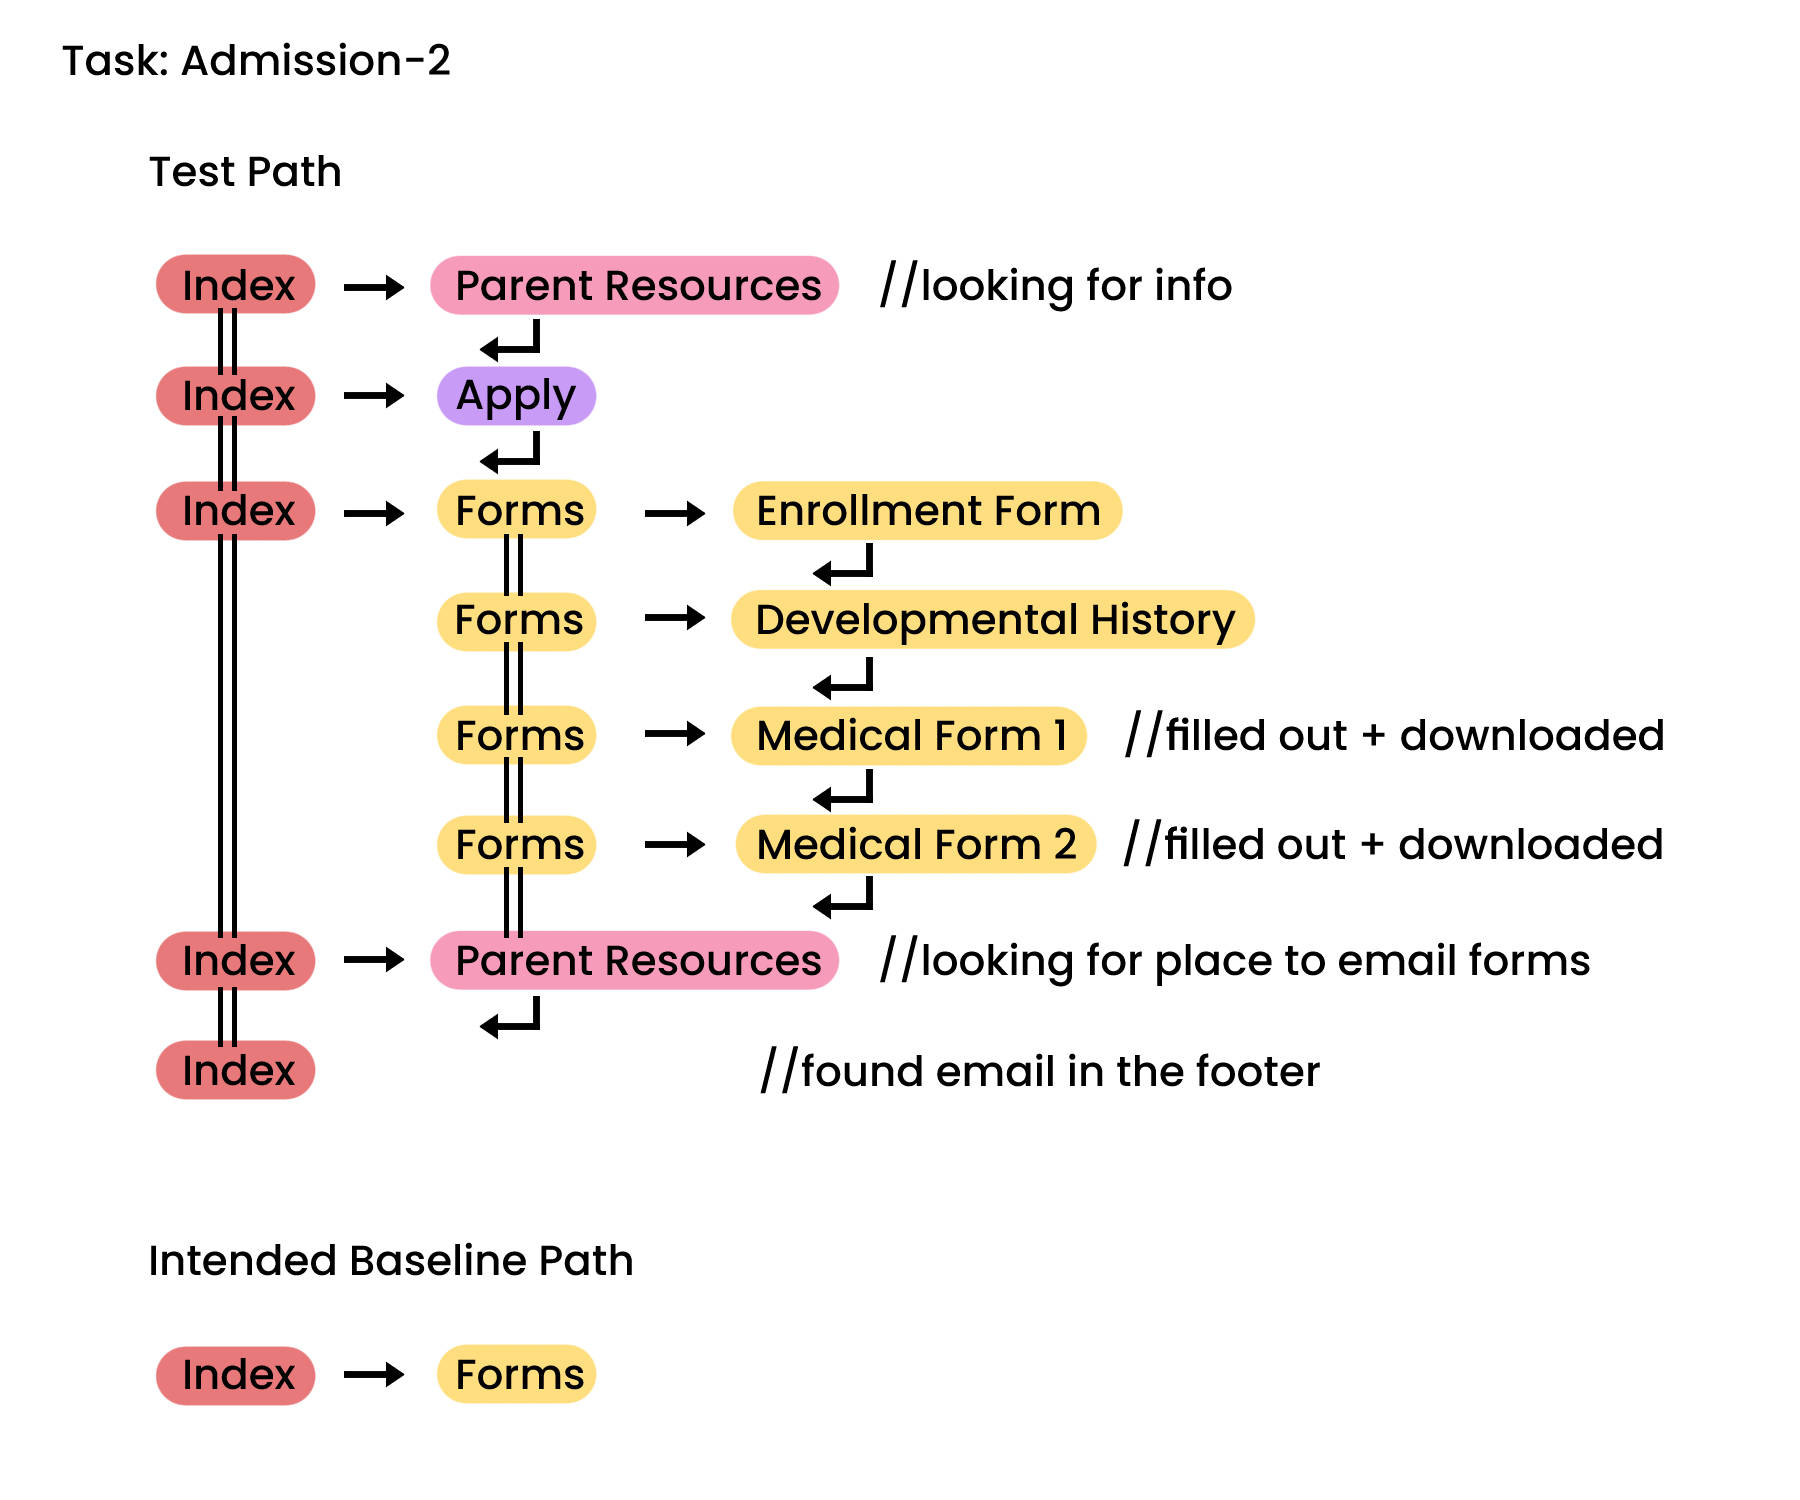 Task: Admission-2
Test Path
Index Parent Resources //looking for info
Index Apply
Index Forms Enrollment Form
Forms Developmental History
Forms Medical Form 1 //filled out + downloaded
Forms Medical Form 2 //filled out + downloaded
Index Parent Resources //looking for place to email forms
Index //found email in the footer
Intended Baseline Path
Index Forms